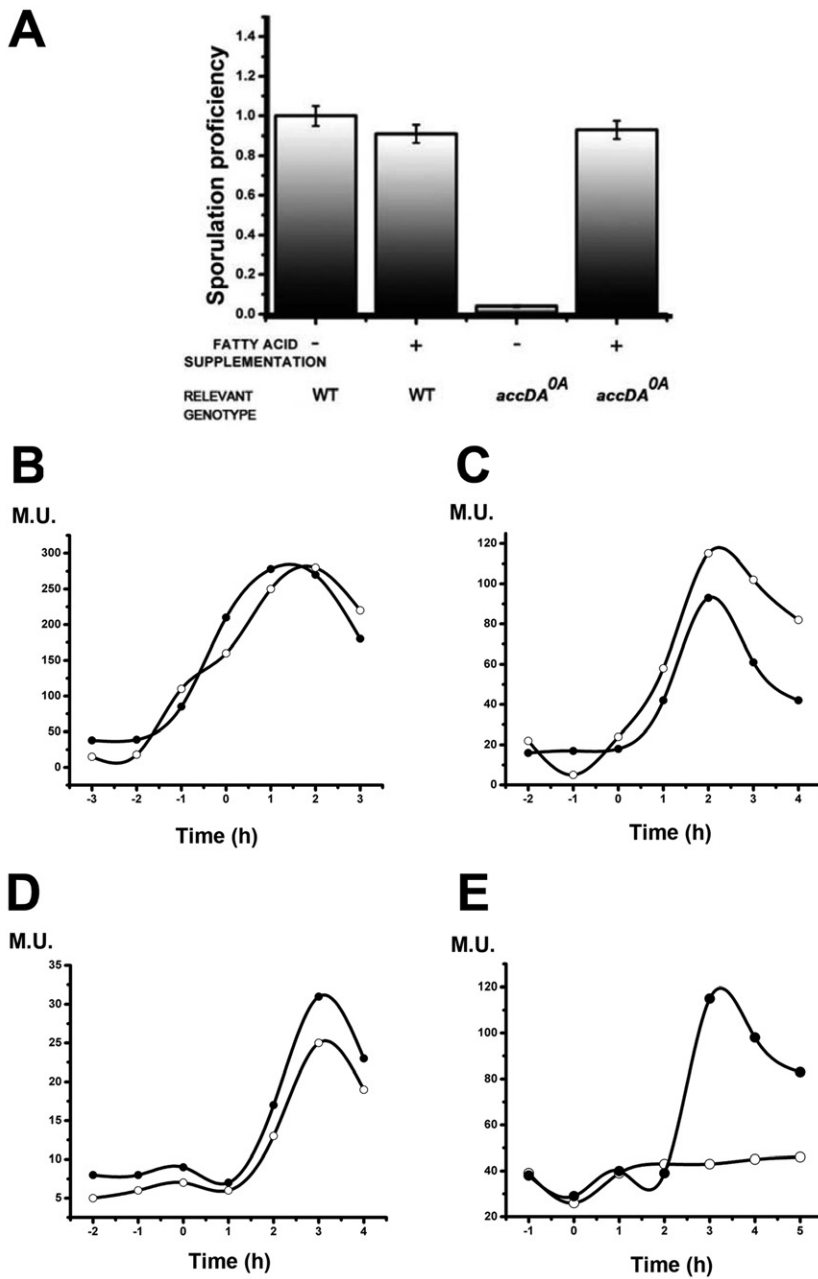 A
Sporulation proficiency
1.4
1.2
1.0
0.8
0.6
0.4
0.2
0.0
FATTY ACID - + - +
SUPPLEMENTATION
RELEVANT WT WT accDA0A accDA0A
GENOTYPE
B
M.U.
300
250
200
150
100
50
0
-3 -2 -1 0 1 2 3
Time (h)
C
M.U.
120
100
80
60
40
20
0
-2 -1 0 1 2 3 4
Time (h)
D
M.U.
35
30
25
20
15
10
5
-2 -1 0 1 2 3 4
Time (h)
E
M.U.
120
100
80
60
40
20
-1 0 1 2 3 4 5
Time (h)